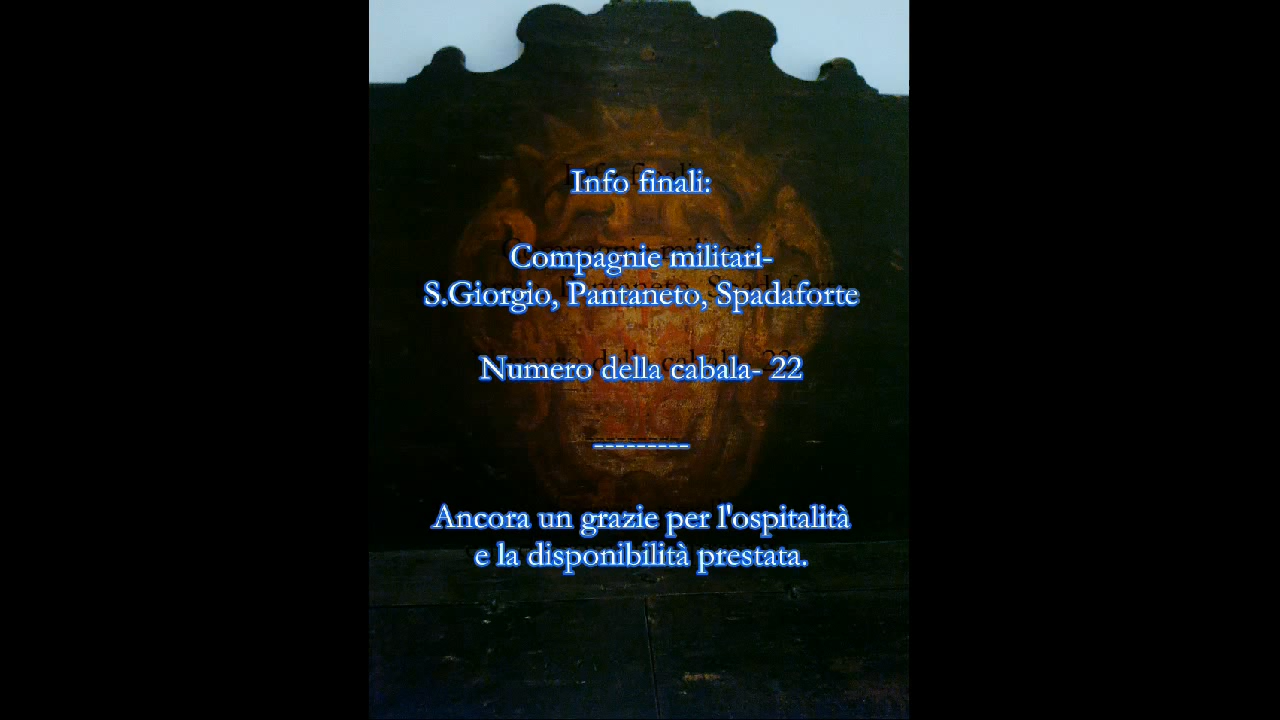 Info finali:
Compagnie militari-
S.Giorgio, Pantaneto, Spadaforte
Numero della cabala- 22
---------
Ancora un grazie per l'ospitalità
e la disponibilità prestata.